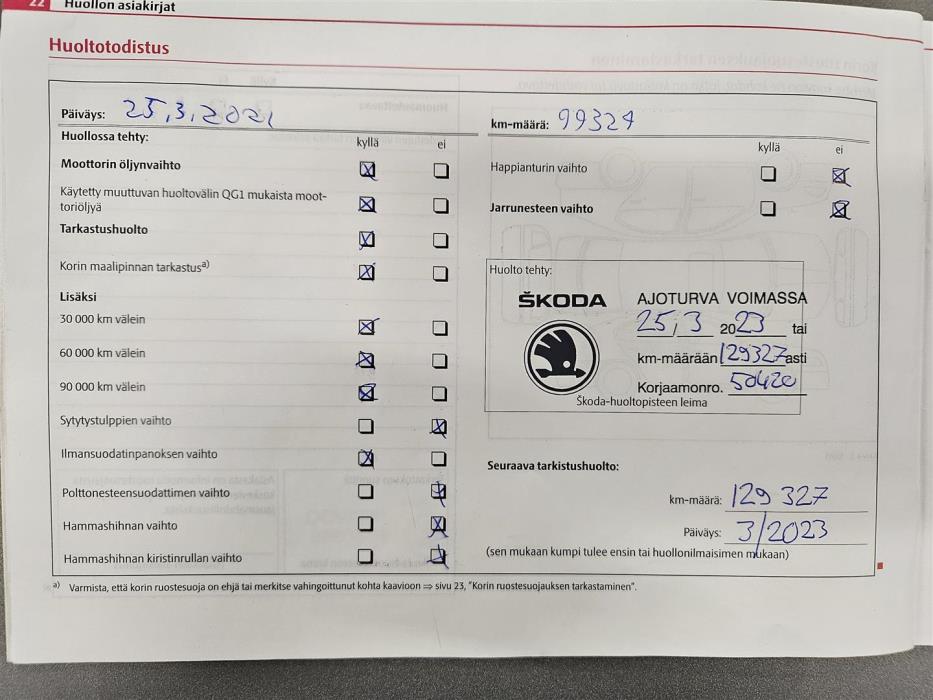 22 Huollon asiakirjat
Huoltotodistus
Päiväys: 25.3.2021
Huollossa tehty:
kyllä ei
Moottorin öljynvaihto
Käytetty muuttuvan huoltovälin QG1 mukaista moot-
toriöljyä
Tarkastushuolto
Korin maalipinnan tarkastus a)
Lisäksi
30 000 km välein
60 000 km välein
90 000 km välein
Sytytystulppien vaihto
Ilmansuodatinpanoksen vaihto
Polttonesteensuodattimen vaihto
Hammashihnan vaihto
Hammashihnan kiristinrullan vaihto
km-määrä: 99327
kyllä ei
Happianturin vaihto
Jarrunesteen vaihto
Huolto tehty:
ŠKODA
AJOTURVA VOIMASSA
25.3 2023 tai
km-määrään 129327 asti
Korjaamonro. 50420
Škoda-huoltopisteen leima
Seuraava tarkistushuolto:
km-määrä: 129 327
Päiväys: 3/2023
(sen mukaan kumpi tulee ensin tai huollonilmaisimen mukaan)
a) Varmista, että korin ruostesuoja on ehjä tai merkitse vahingoittunut kohta kaavioon ⇒ sivu 23, "Korin ruostesuojauksen tarkastaminen".